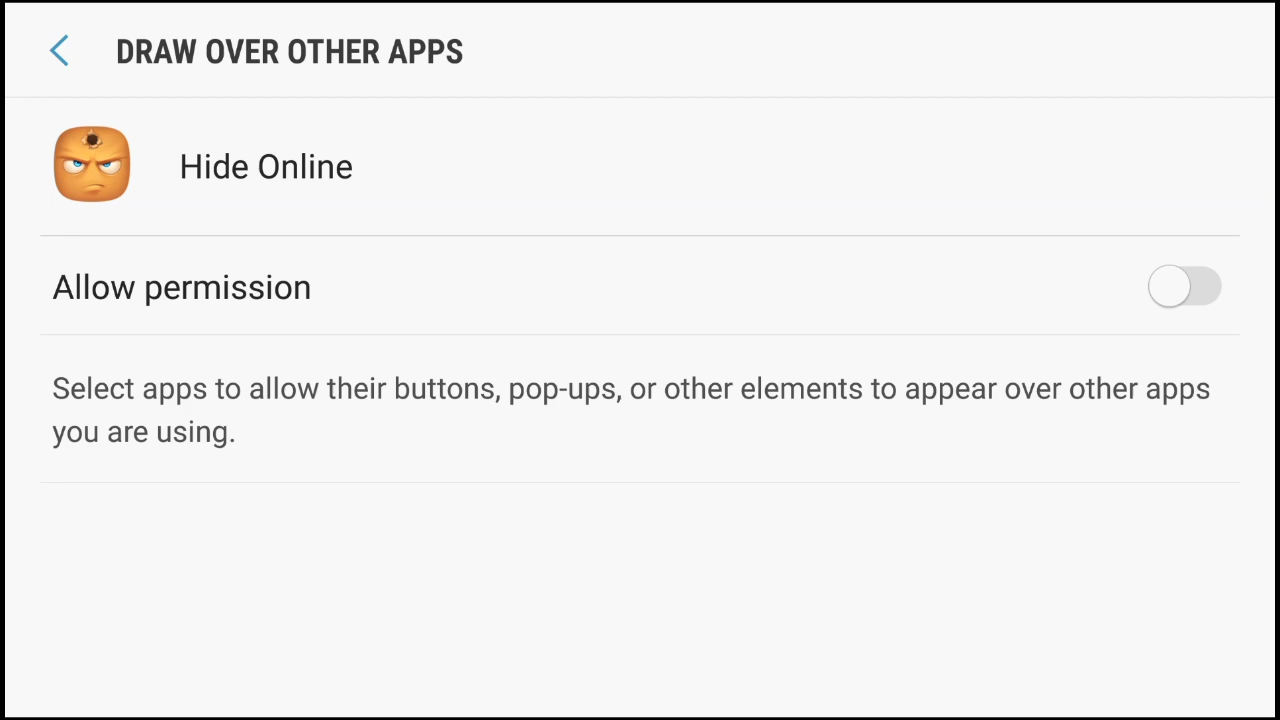 DRAW OVER OTHER APPS
Hide Online
Allow permission
Select apps to allow their buttons, pop-ups, or other elements to appear over other apps
you are using.